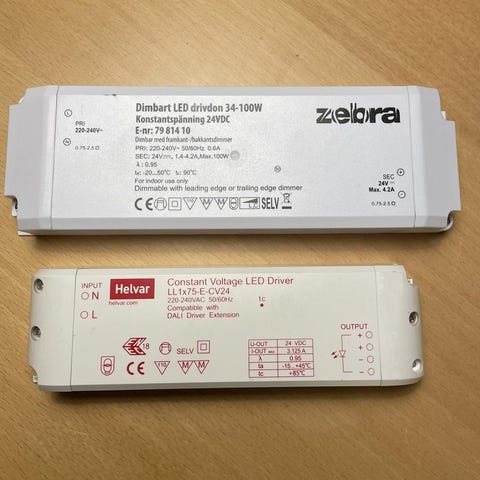 Dimbart LED drivdon 34-100W
Konstantspänning 24VDC
E-nr: 79 814 10
Dimbar med framkant-/bakkantsdimmer
PRI: 220-240V~ 50/60Hz 0.6A
SEC: 24V⎓, 1.4-4.2A,Max.100W
λ : 0.95
ta: -20...50°C tc: 90°C
For indoor use only
Dimmable with leading edge or trailing edge dimmer
SELV
zebra
L
PRI
220-240V~
N
0.75-2.5
SEC
24V ⎓
Max. 4.2A
0.75-2.5
INPUT
N
L
Helvar
helvar.com
Constant Voltage LED Driver
LL1x75-E-CV24
220-240VAC 50/60Hz
Compatible with
DALI Driver Extension
tc
18
SELV
CE 110 M M
U-OUT 24 VDC
I-OUT MAX 3.125 A
λ 0.95
ta -15...+45°C
tc +85°C
OUTPUT
+
+
-
-